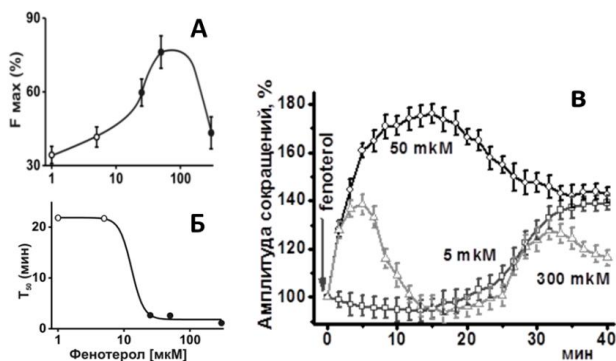 А
F max (%)
90
60
30
1
10
100
Б
T₅₀ (мин)
20
10
0
1
10
100
Фенотерол [мкМ]
В
Амплитуда сокращений, %
180
160
140
120
100
fenoterol
50 mkM
5 mkM
300 mkM
0
10
20
30
40
мин